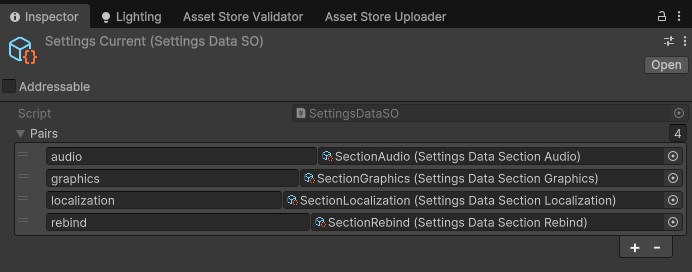 Inspector Lighting Asset Store Validator Asset Store Uploader
Settings Current (Settings Data SO)
Open
Addressable
Script SettingsDataSO
Pairs 4
audio SectionAudio (Settings Data Section Audio)
graphics SectionGraphics (Settings Data Section Graphics)
localization SectionLocalization (Settings Data Section Localization)
rebind SectionRebind (Settings Data Section Rebind)
+ -